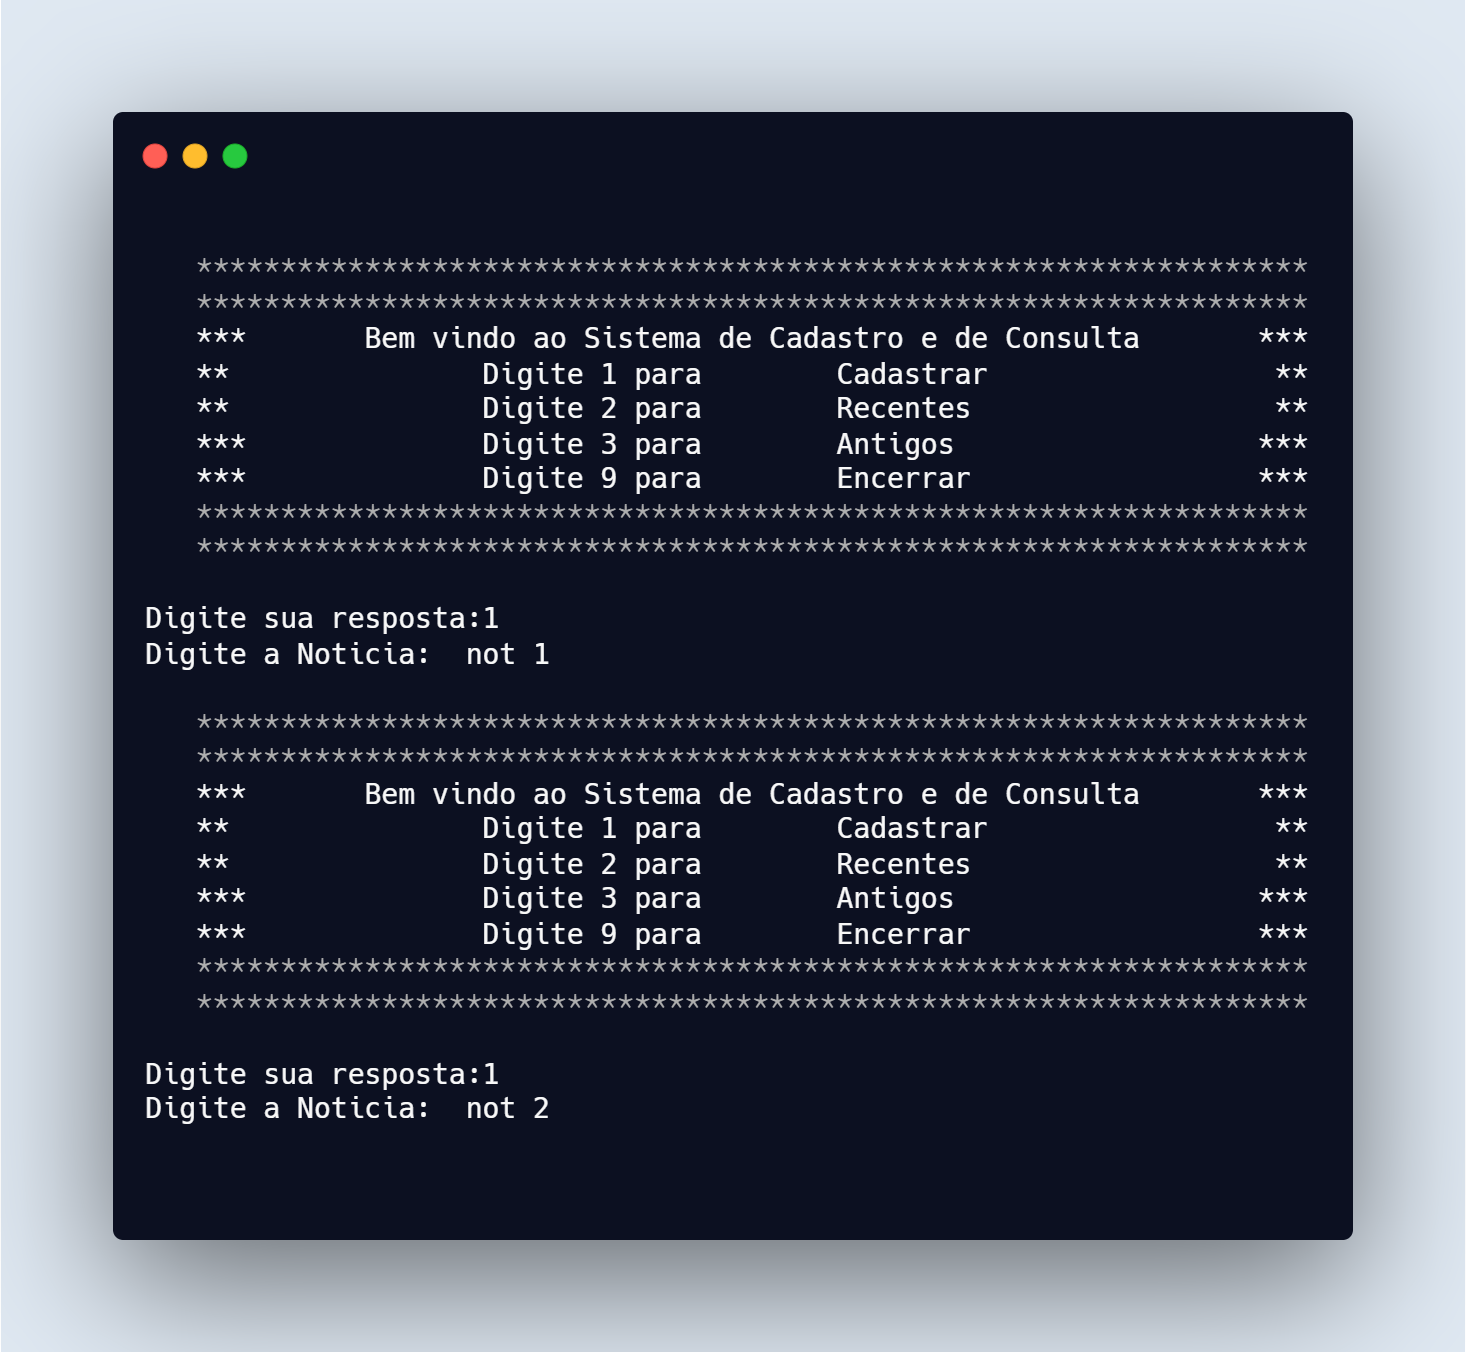 ******************************************************************
******************************************************************
***       Bem vindo ao Sistema de Cadastro e de Consulta       ***
**               Digite 1 para        Cadastrar                 **
**               Digite 2 para        Recentes                  **
***              Digite 3 para        Antigos                  ***
***              Digite 9 para        Encerrar                 ***
******************************************************************
******************************************************************
Digite sua resposta:1
Digite a Noticia:  not 1
******************************************************************
******************************************************************
***       Bem vindo ao Sistema de Cadastro e de Consulta       ***
**               Digite 1 para        Cadastrar                 **
**               Digite 2 para        Recentes                  **
***              Digite 3 para        Antigos                  ***
***              Digite 9 para        Encerrar                 ***
******************************************************************
******************************************************************
Digite sua resposta:1
Digite a Noticia:  not 2